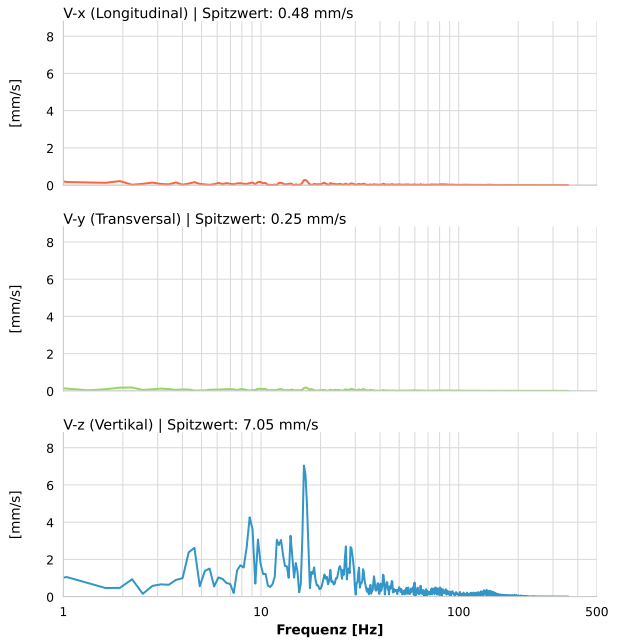 V-x (Longitudinal) | Spitzwert: 0.48 mm/s
8
6
4
2
0
[mm/s]
V-y (Transversal) | Spitzwert: 0.25 mm/s
8
6
4
2
0
[mm/s]
V-z (Vertikal) | Spitzwert: 7.05 mm/s
8
6
4
2
0
[mm/s]
1 10 100 500
Frequenz [Hz]